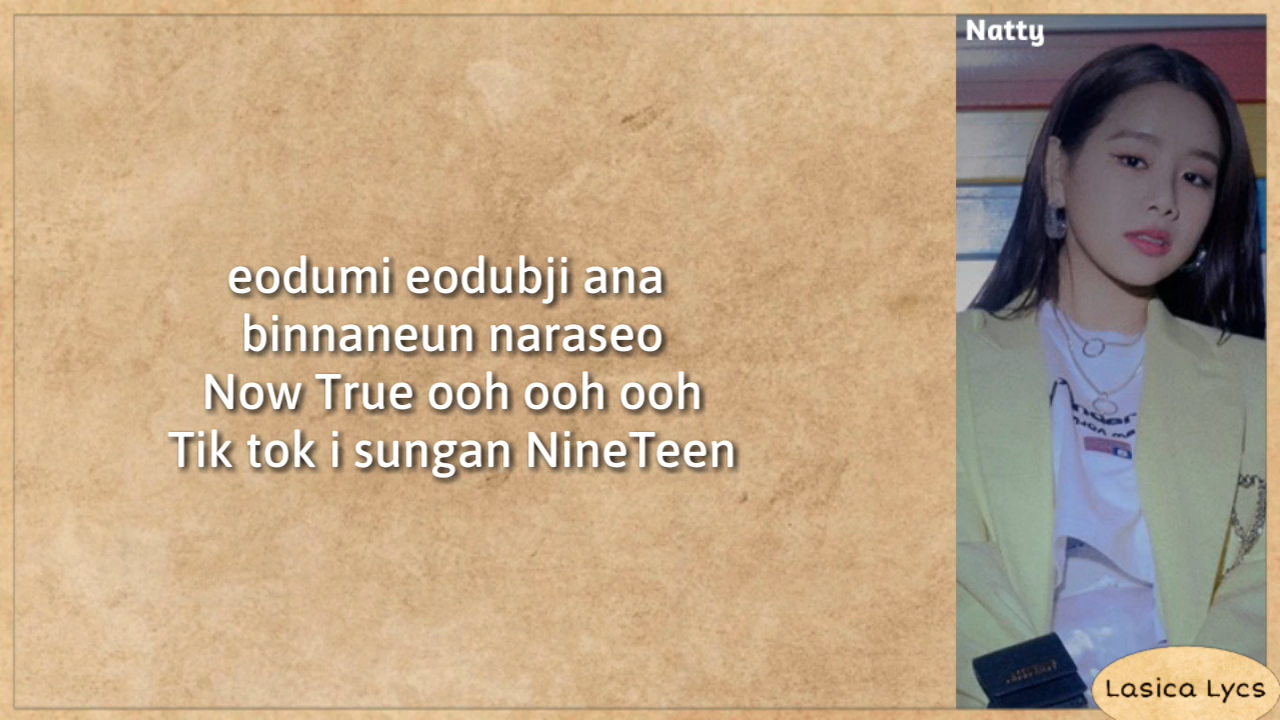 Natty
eodumi eodubji ana
binnaneun naraseo
Now True ooh ooh ooh
Tik tok i sungan NineTeen
Lasica Lycs